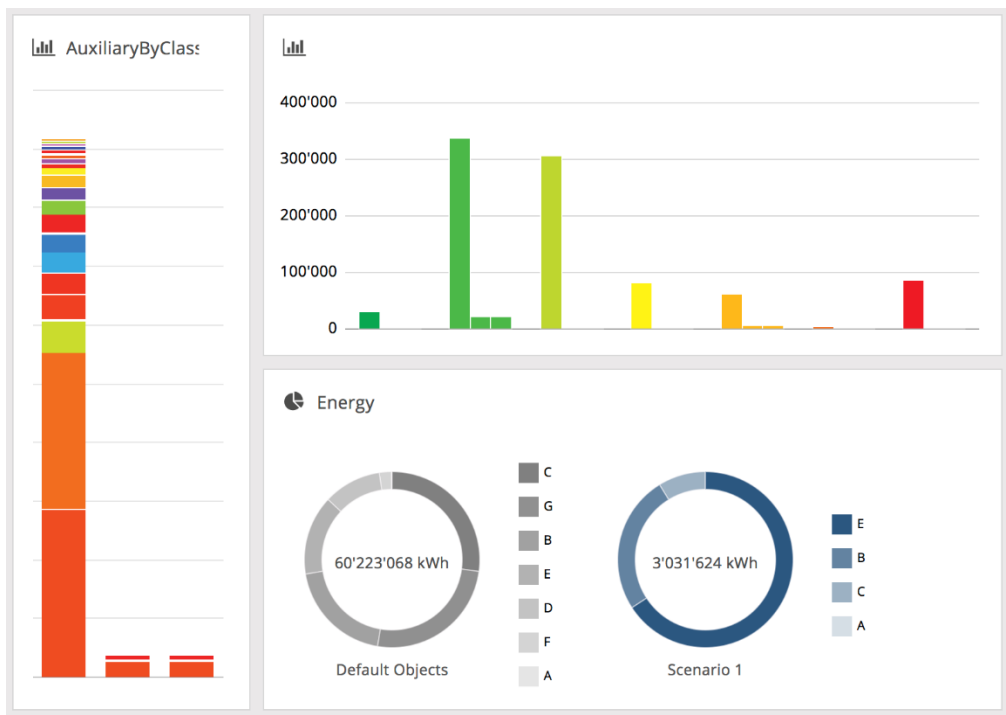 AuxiliaryByClass
400'000
300'000
200'000
100'000
0
Energy
60'223'068 kWh
Default Objects
C
G
B
E
D
F
A
3'031'624 kWh
Scenario 1
E
B
C
A